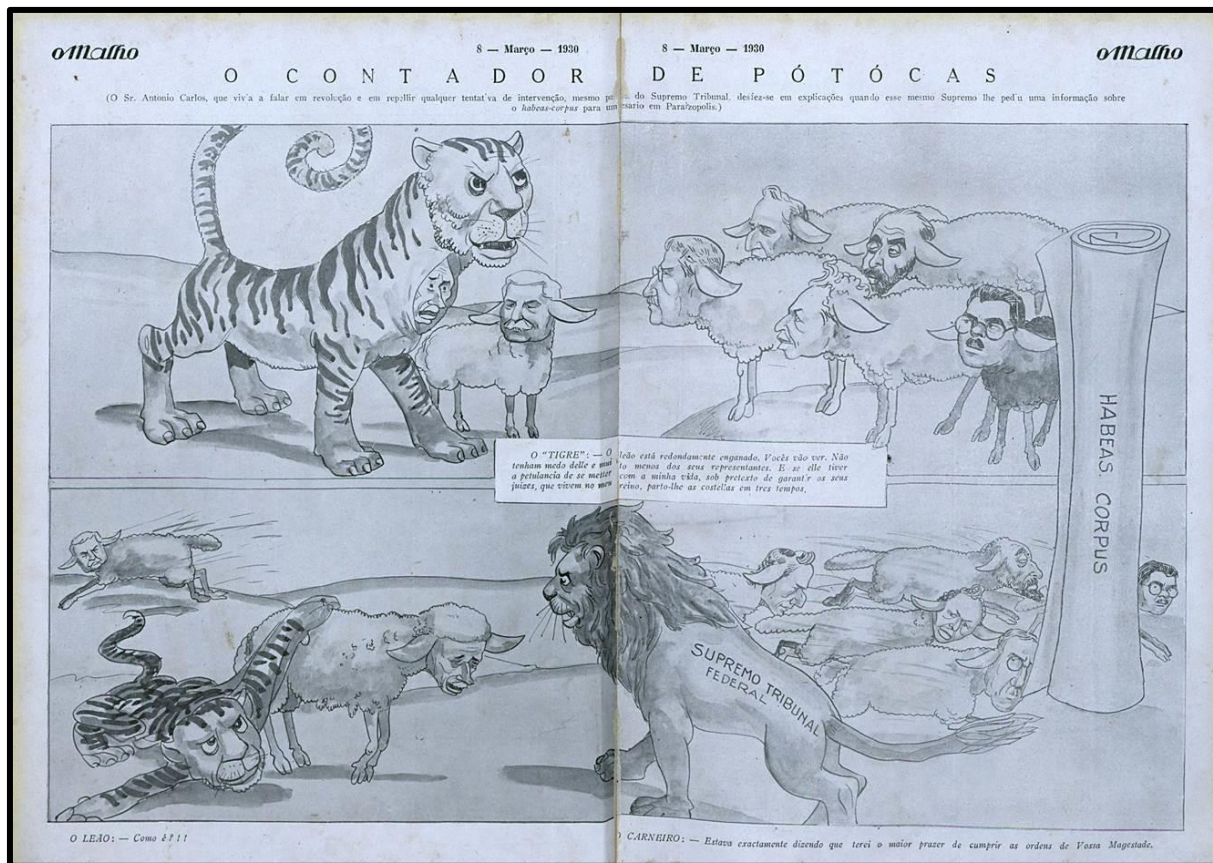 O Malho
8 — Março — 1930
8 — Março — 1930
O Malho
O CONTADOR DE PÓTÓCAS
(O Sr. Antonio Carlos, que vivia a falar em revolução e em repellir qualquer tentativa de intervenção, mesmo do Supremo Tribunal, desfez-se em explicações quando esse mesmo Supremo lhe pediu uma informação sobre
o habeas-corpus para um em Paraizopolis.)
HABEAS CORPUS
O "TIGRE": — O leão está redondamente enganado. Vocês vão ver. Não
tenham medo delle e muito menos dos seus representantes. E se elle tiver
a petulancia de se metter com a minha vida, sob pretexto de garantir os seus
juizes, que vivem no meu reino, parto-lhe as costellas em tres tempos.
SUPREMO TRIBUNAL
FEDERAL
O LEÃO: — Como é?!!
O CARNEIRO: — Estava exactamente dizendo que terei o maior prazer de cumprir as ordens de Vossa Magestade.